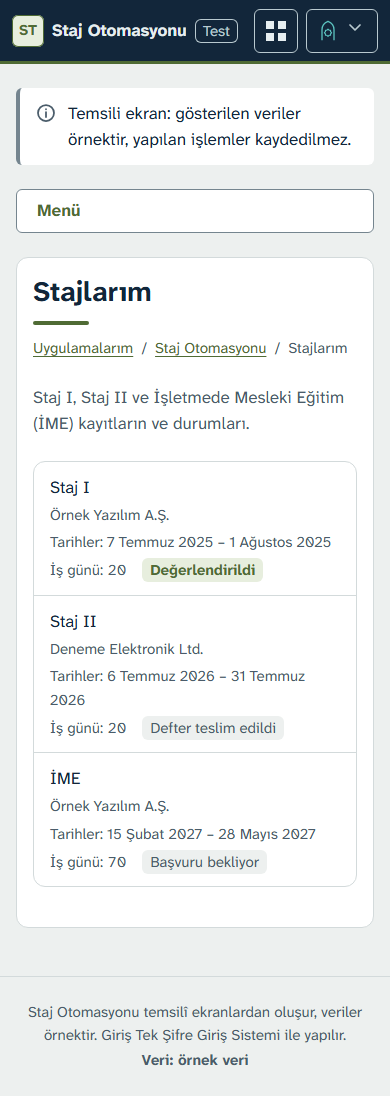 ST Staj Otomasyonu Test
Temsili ekran: gösterilen veriler
örnektir, yapılan işlemler kaydedilmez.
Menü
Stajlarım
Uygulamalarım / Staj Otomasyonu / Stajlarım
Staj I, Staj II ve İşletmede Mesleki Eğitim
(İME) kayıtların ve durumları.
Staj I
Örnek Yazılım A.Ş.
Tarihler: 7 Temmuz 2025 – 1 Ağustos 2025
İş günü: 20 Değerlendirildi
Staj II
Deneme Elektronik Ltd.
Tarihler: 6 Temmuz 2026 – 31 Temmuz
2026
İş günü: 20 Defter teslim edildi
İME
Örnek Yazılım A.Ş.
Tarihler: 15 Şubat 2027 – 28 Mayıs 2027
İş günü: 70 Başvuru bekliyor
Staj Otomasyonu temsilî ekranlardan oluşur, veriler
örnektir. Giriş Tek Şifre Giriş Sistemi ile yapılır.
Veri: örnek veri